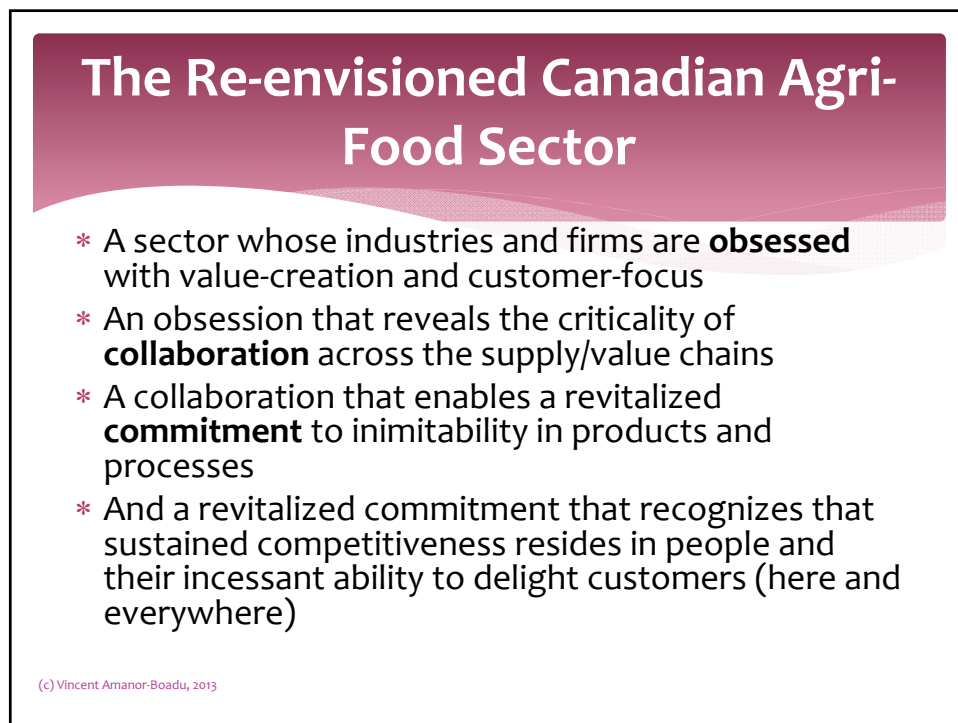 The Re-envisioned Canadian Agri-
Food Sector
* A sector whose industries and firms are obsessed
with value-creation and customer-focus
* An obsession that reveals the criticality of
collaboration across the supply/value chains
* A collaboration that enables a revitalized
commitment to inimitability in products and
processes
* And a revitalized commitment that recognizes that
sustained competitiveness resides in people and
their incessant ability to delight customers (here and
everywhere)
(c) Vincent Amanor-Boadu, 2013